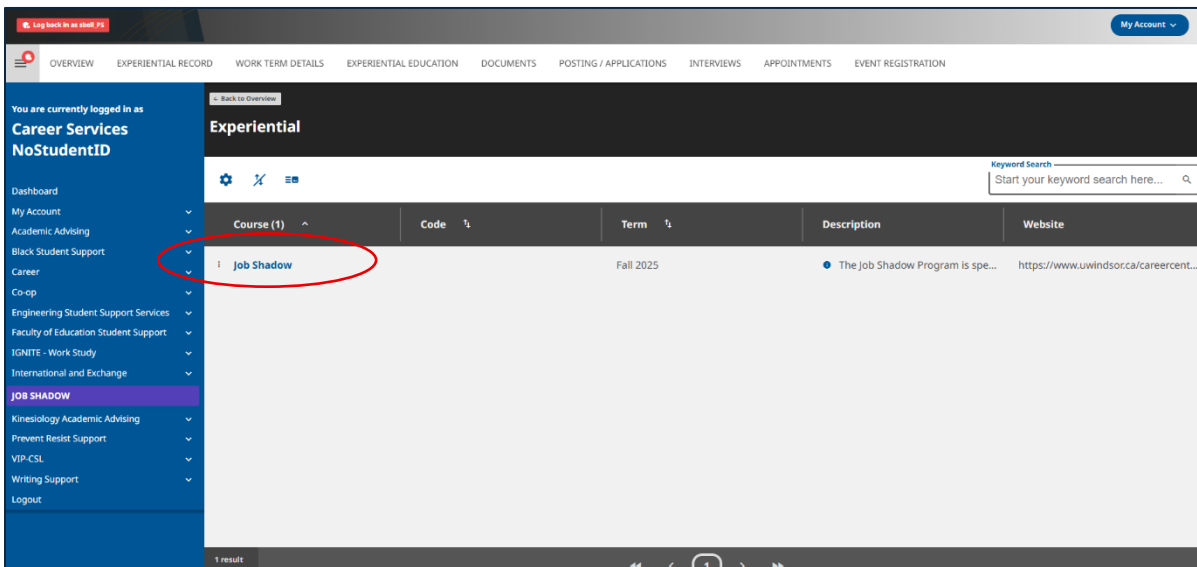 Log back in as sbell_PS
My Account
OVERVIEW EXPERIENTIAL RECORD WORK TERM DETAILS EXPERIENTIAL EDUCATION DOCUMENTS POSTING / APPLICATIONS INTERVIEWS APPOINTMENTS EVENT REGISTRATION
You are currently logged in as
Career Services
NoStudentID
Dashboard
My Account
Academic Advising
Black Student Support
Career
Co-op
Engineering Student Support Services
Faculty of Education Student Support
IGNITE - Work Study
International and Exchange
JOB SHADOW
Kinesiology Academic Advising
Prevent Resist Support
VIP-CSL
Writing Support
Logout
← Back to Overview
Experiential
Keyword Search
Start your keyword search here...
Course (1) Code Term Description Website
Job Shadow Fall 2025 The Job Shadow Program is spe... https://www.uwindsor.ca/careercent...
1 result
1